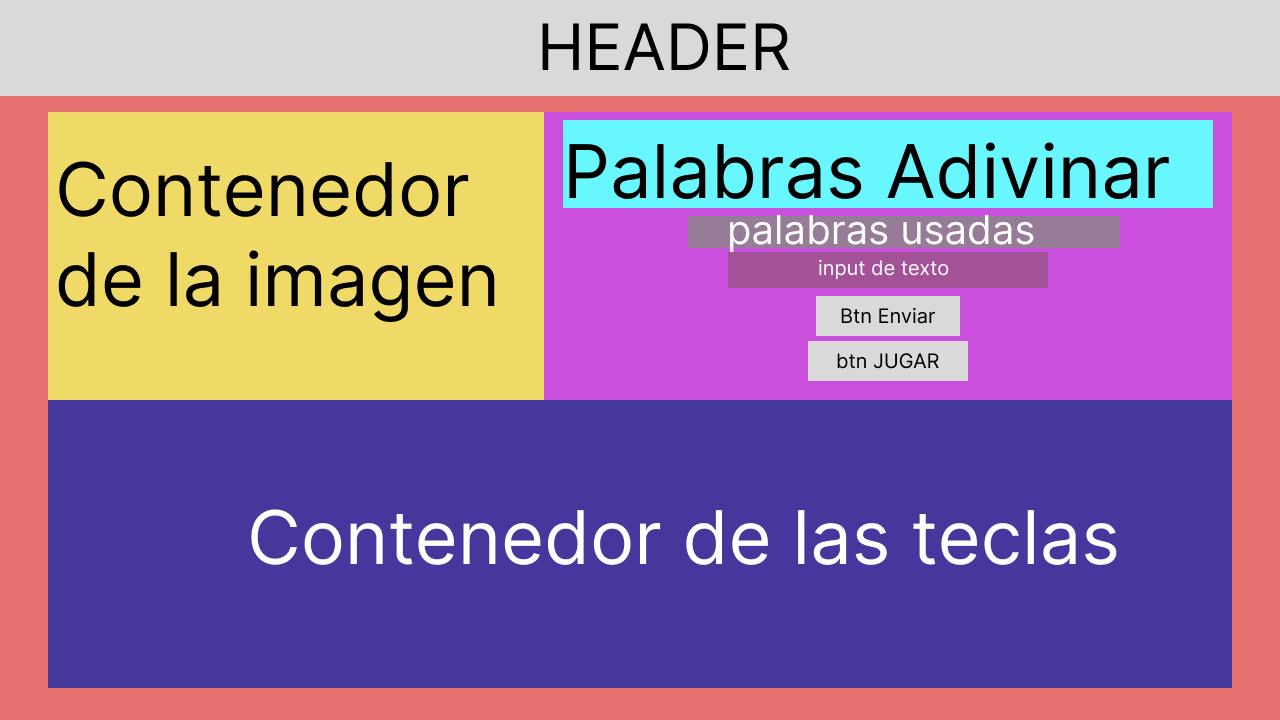 HEADER
Contenedor
de la imagen
Palabras Adivinar
palabras usadas
input de texto
Btn Enviar
btn JUGAR
Contenedor de las teclas